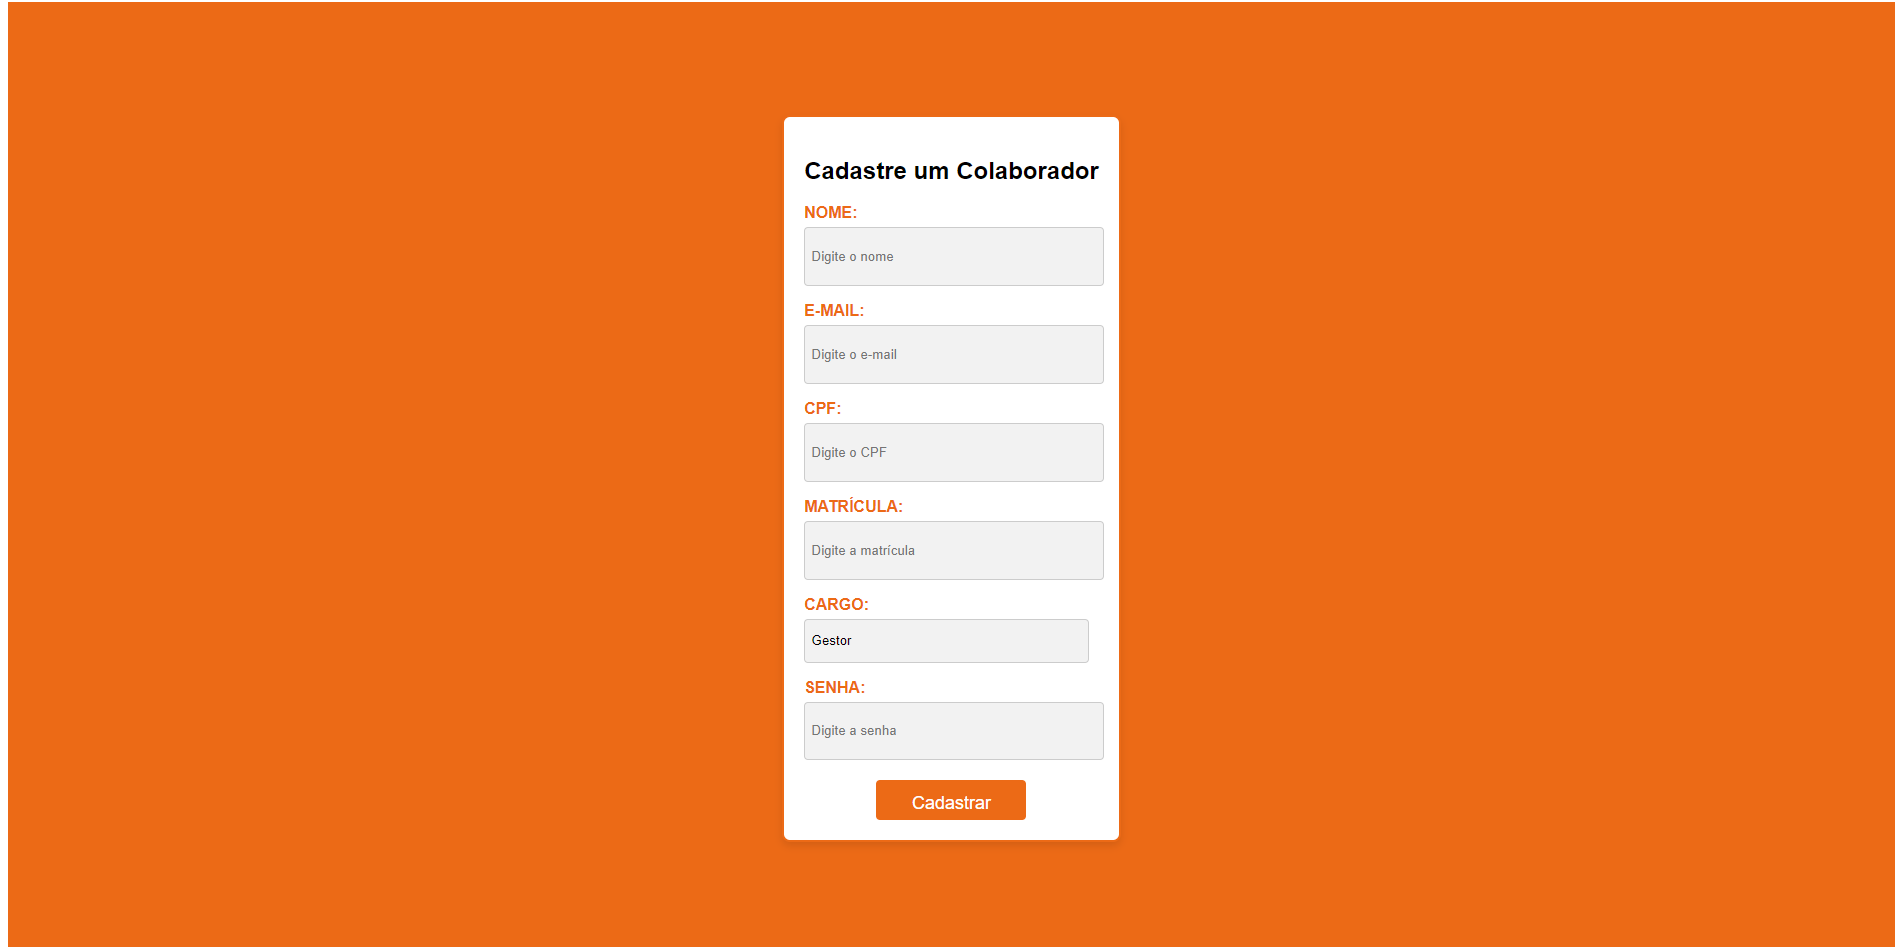 Cadastre um Colaborador
NOME:
Digite o nome
E-MAIL:
Digite o e-mail
CPF:
Digite o CPF
MATRÍCULA:
Digite a matrícula
CARGO:
Gestor
SENHA:
Digite a senha
Cadastrar